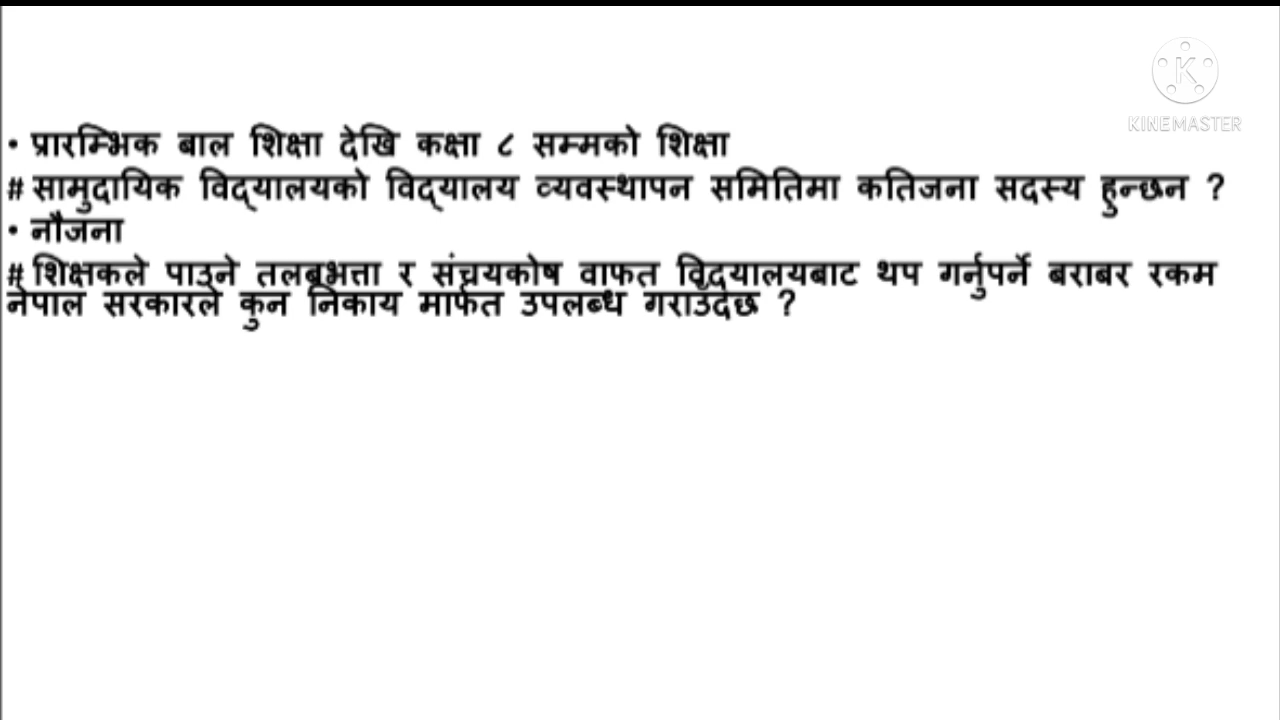 KINEMASTER
• प्रारम्भिक बाल शिक्षा देखि कक्षा ८ सम्मको शिक्षा
# सामुदायिक विद्‌यालयको विद्‌यालय व्यवस्थापन समितिमा कतिजना सदस्य हुन्छन ?
• नौजना
# शिक्षकले पाउने तलबभत्ता र संचयकोष वाफत विद्‌यालयबाट थप गर्नुपर्ने बराबर रकम
नेपाल सरकारले कुन निकाय मार्फत उपलब्ध गराउँदछ ?